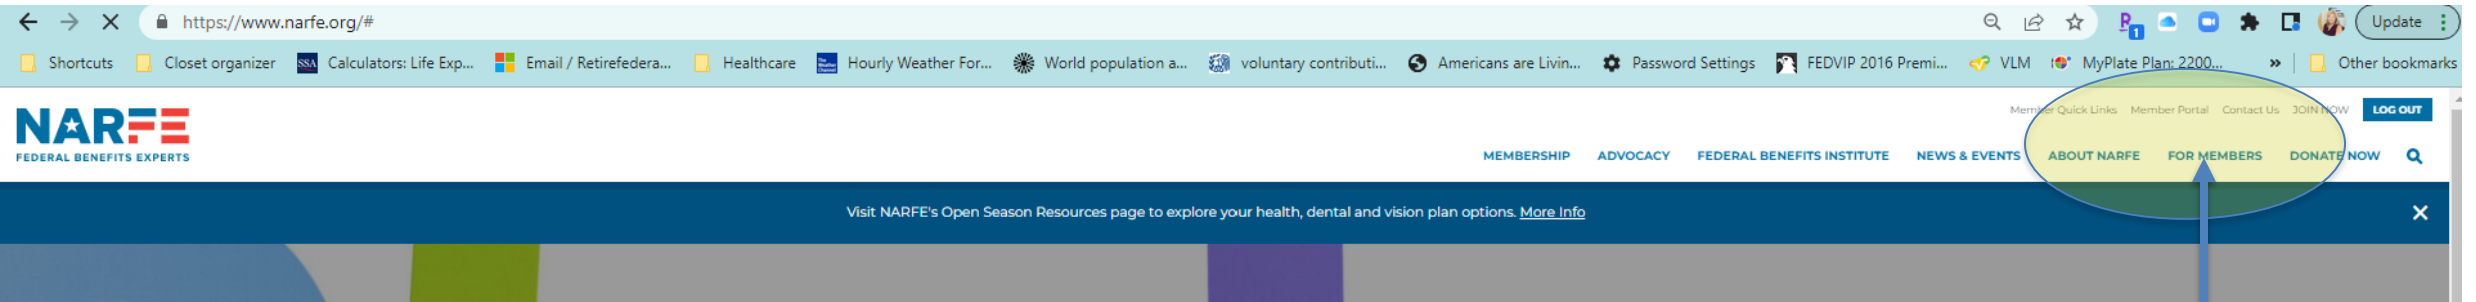 https://www.narfe.org/#
1
Update
Shortcuts Closet organizer SSA Calculators: Life Exp... Email / Retirefedera... Healthcare Hourly Weather For... World population a... voluntary contributi... Americans are Livin... Password Settings FEDVIP 2016 Premi... VLM MyPlate Plan: 2200... » Other bookmarks
Member Quick Links Member Portal Contact Us JOIN NOW LOG OUT
NARFE
FEDERAL BENEFITS EXPERTS
MEMBERSHIP ADVOCACY FEDERAL BENEFITS INSTITUTE NEWS & EVENTS ABOUT NARFE FOR MEMBERS DONATE NOW
Visit NARFE's Open Season Resources page to explore your health, dental and vision plan options. More Info